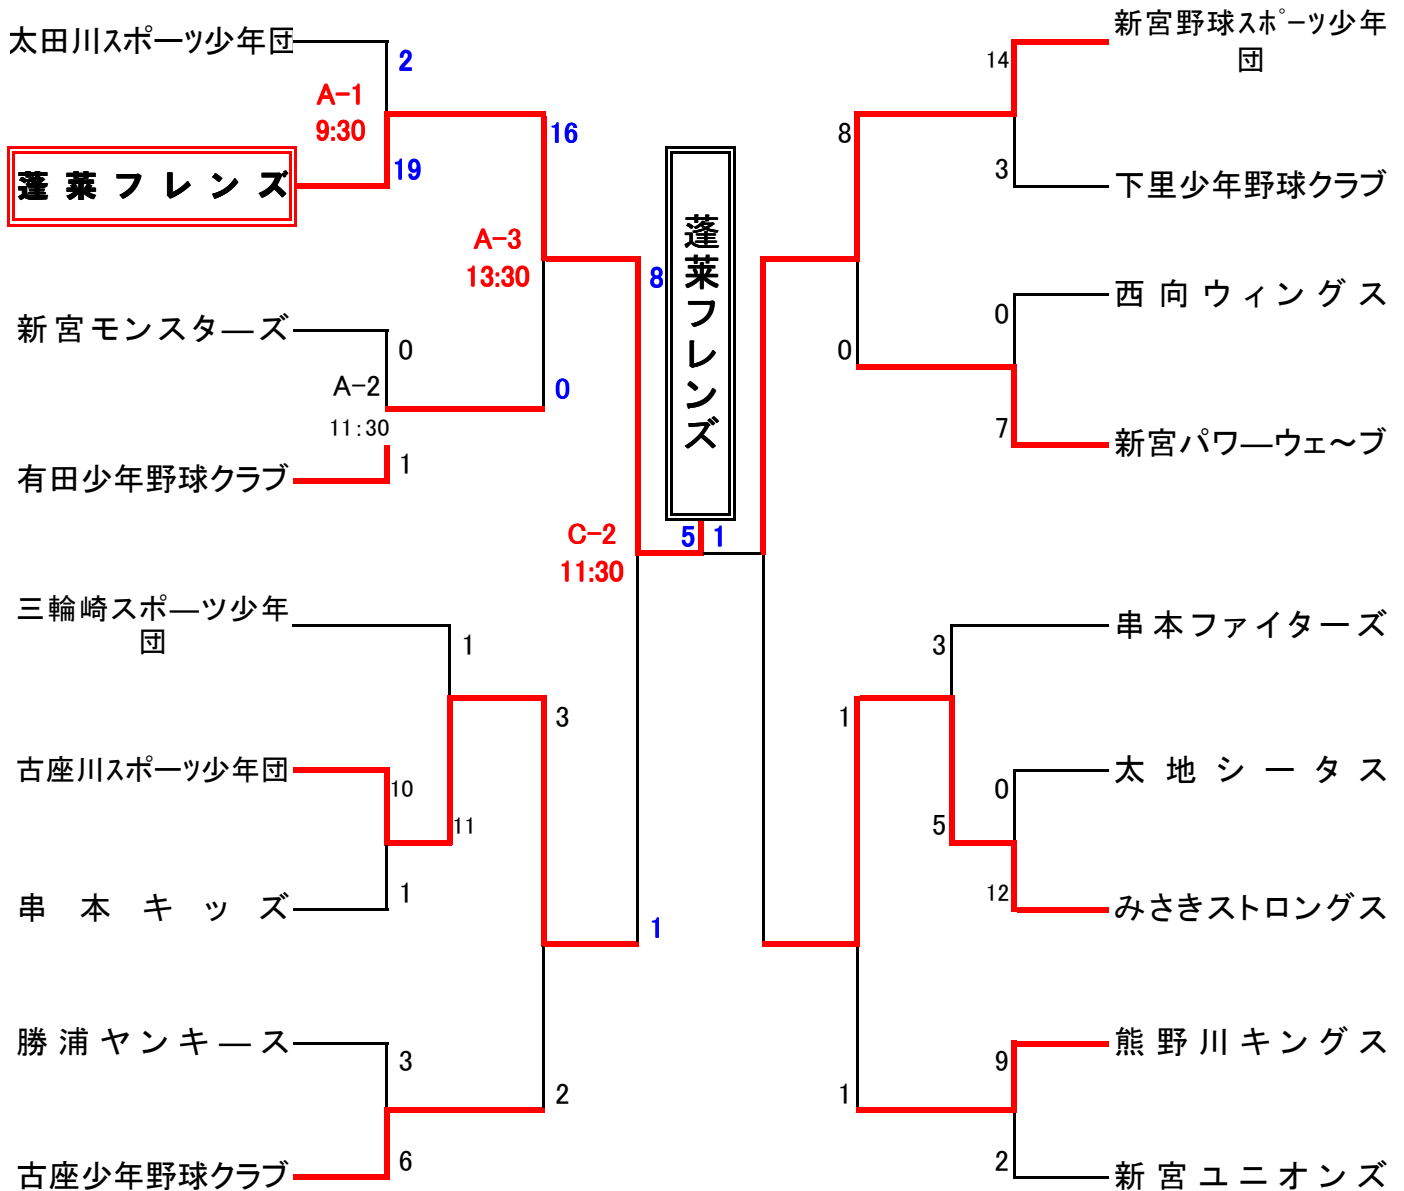 太田川スポーツ少年団
2
A-1
9:30
16
19
蓬莱フレンズ
A-3
13:30
8
新宮モンスターズ
0
A-2
0
11:30
1
有田少年野球クラブ
C-2
11:30
三輪崎スポーツ少年
団
1
3
古座川スポーツ少年団
10
11
串本キッズ
1
1
勝浦ヤンキース
3
2
古座少年野球クラブ
6
蓬莱フレンズ
5
1
新宮野球スポーツ少年
団
14
8
3
下里少年野球クラブ
西向ウィングス
0
0
7
新宮パワーウェ～ブ
串本ファイターズ
3
1
太地シータス
0
5
12
みさきストロングス
熊野川キングス
9
1
2
新宮ユニオンズ